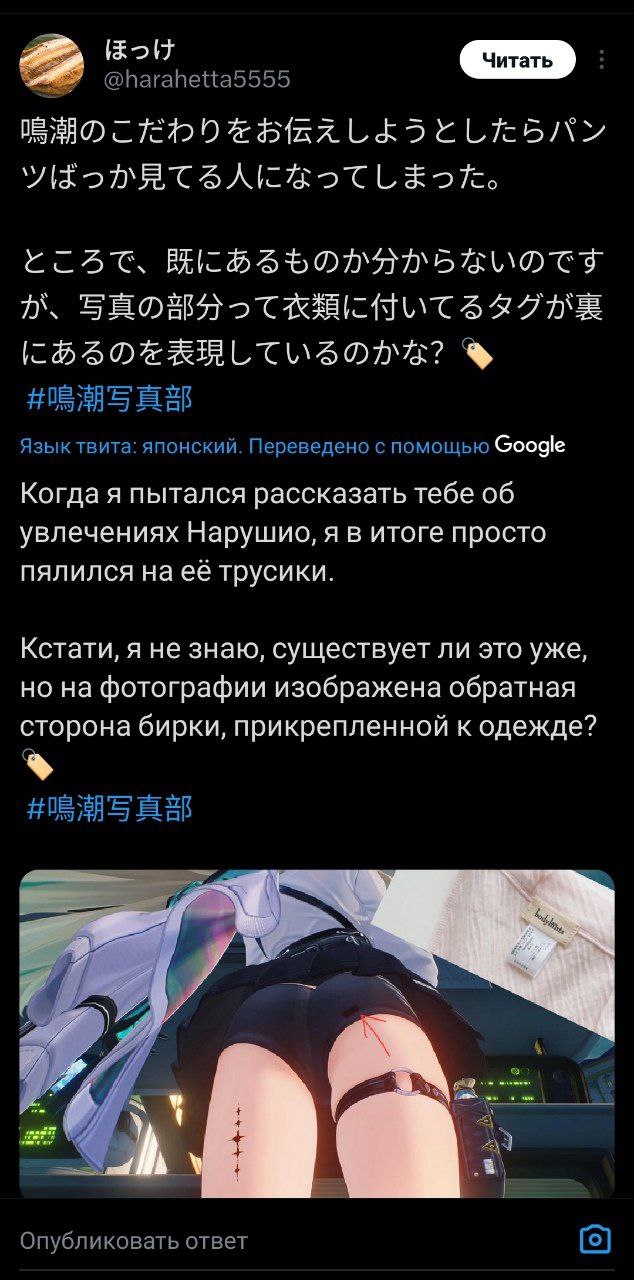 ほっけ
@harahetta5555
Читать
鳴潮のこだわりをお伝えしようとしたらパン
ツばっか見てる人になってしまった。
ところで、既にあるものか分からないのです
が、写真の部分って衣類に付いてるタグが裏
にあるのを表現しているのかな？🏷️
#鳴潮写真部
Язык твита: японский. Переведено с помощью Google
Когда я пытался рассказать тебе об
увлечениях Нарушио, я в итоге просто
пялился на её трусики.
Кстати, я не знаю, существует ли это уже,
но на фотографии изображена обратная
сторона бирки, прикрепленной к одежде?
🏷️
#鳴潮写真部
Опубликовать ответ